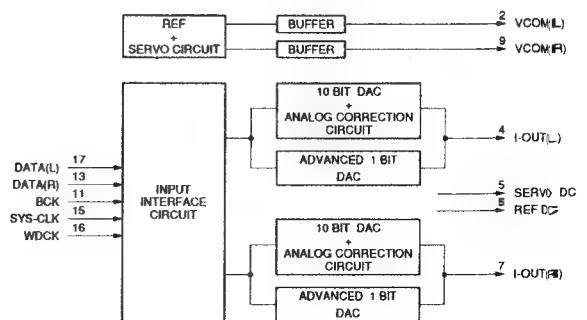 REF
+
SERVO CIRCUIT
BUFFER
2
VCOM(L)
BUFFER
9
VCOM(R)
INPUT
INTERFACE
CIRCUIT
10 BIT DAC
+
ANALOG CORRECTION
CIRCUIT
ADVANCED 1 BIT
DAC
4
I-OUT(L)
DATA(L) 17
DATA(R) 13
BCK 11
SYS-CLK 15
WDCK 16
5
SERVO DC
REF DC
10 BIT DAC
+
ANALOG CORRECTION
CIRCUIT
ADVANCED 1 BIT
DAC
7
I-OUT(R)